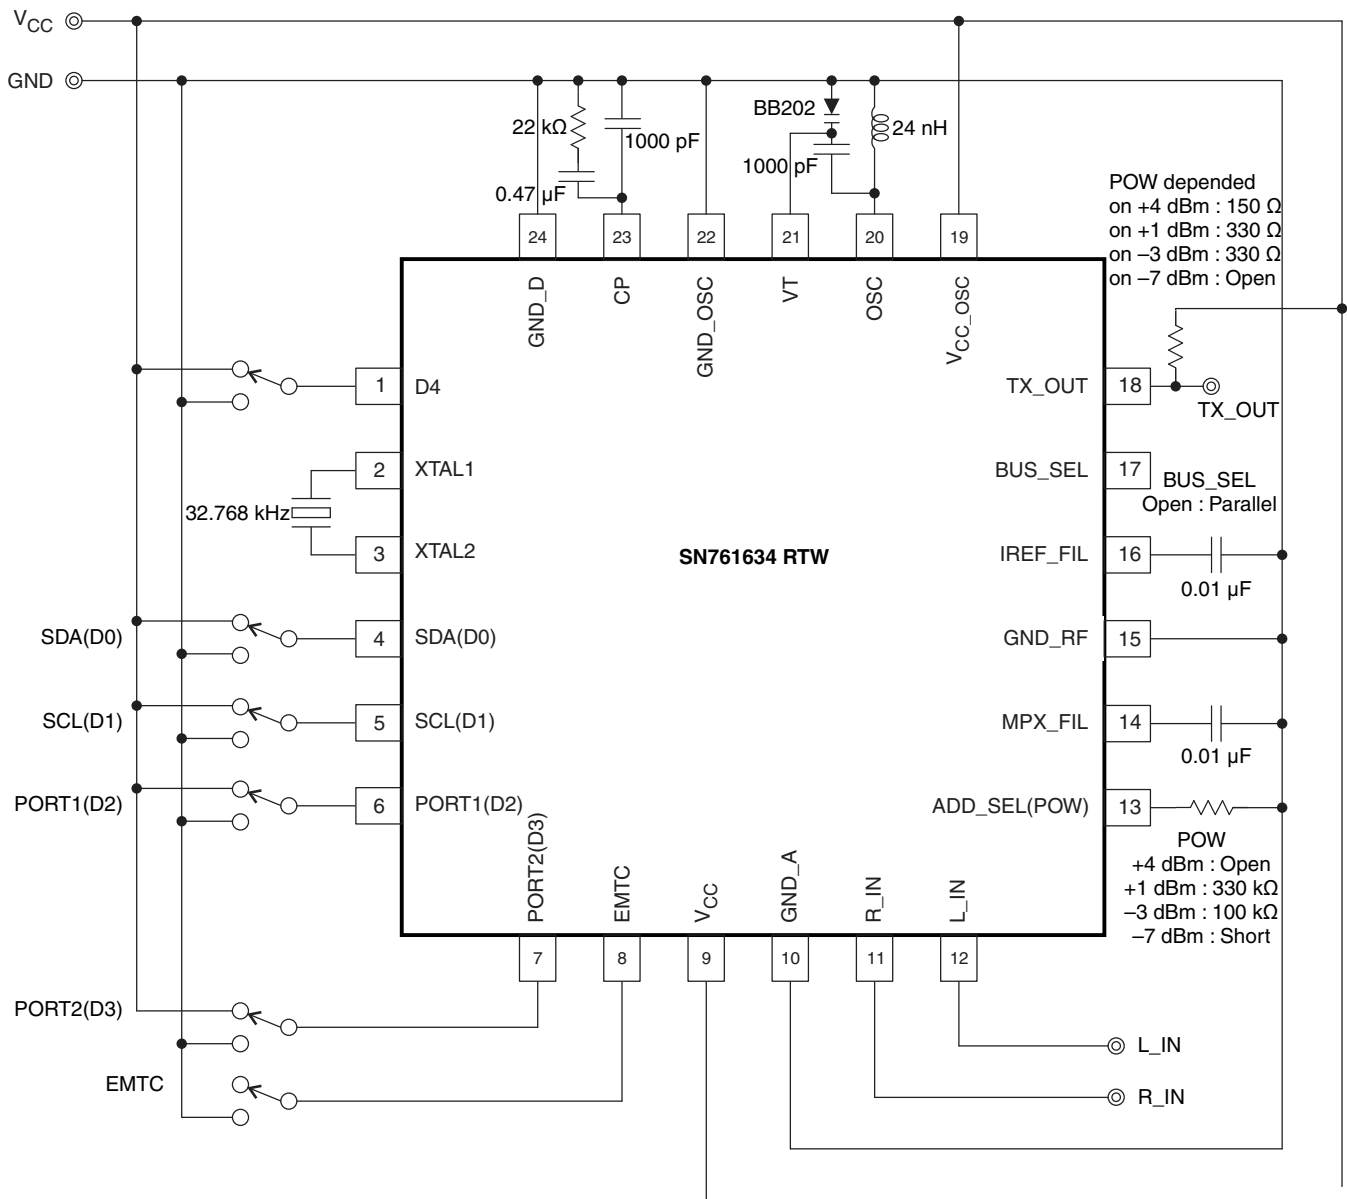 VCC
GND
22 kΩ
1000 pF
0.47 µF
BB202
24 nH
1000 pF
POW depended
on +4 dBm : 150 Ω
on +1 dBm : 330 Ω
on –3 dBm : 330 Ω
on –7 dBm : Open
24
23
22
21
20
19
GND_D
CP
GND_OSC
VT
OSC
VCC_OSC
1
D4
TX_OUT
18
TX_OUT
2
XTAL1
BUS_SEL
17
BUS_SEL
Open : Parallel
32.768 kHz
3
XTAL2
SN761634 RTW
IREF_FIL
16
0.01 µF
SDA(D0)
4
SDA(D0)
GND_RF
15
SCL(D1)
5
SCL(D1)
MPX_FIL
14
0.01 µF
PORT1(D2)
6
PORT1(D2)
ADD_SEL(POW)
13
POW
+4 dBm : Open
+1 dBm : 330 kΩ
–3 dBm : 100 kΩ
–7 dBm : Short
PORT2(D3)
EMTC
VCC
GND_A
R_IN
L_IN
7
8
9
10
11
12
PORT2(D3)
L_IN
EMTC
R_IN